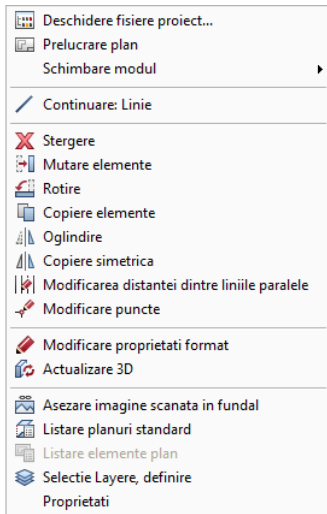 Deschidere fisiere proiect...
Prelucrare plan
Schimbare modul
Continuare: Linie
Stergere
Mutare elemente
Rotire
Copiere elemente
Oglindire
Copiere simetrica
Modificarea distantei dintre liniile paralele
Modificare puncte
Modificare proprietati format
Actualizare 3D
Asezare imagine scanata in fundal
Listare planuri standard
Listare elemente plan
Selectie Layere, definire
Proprietati